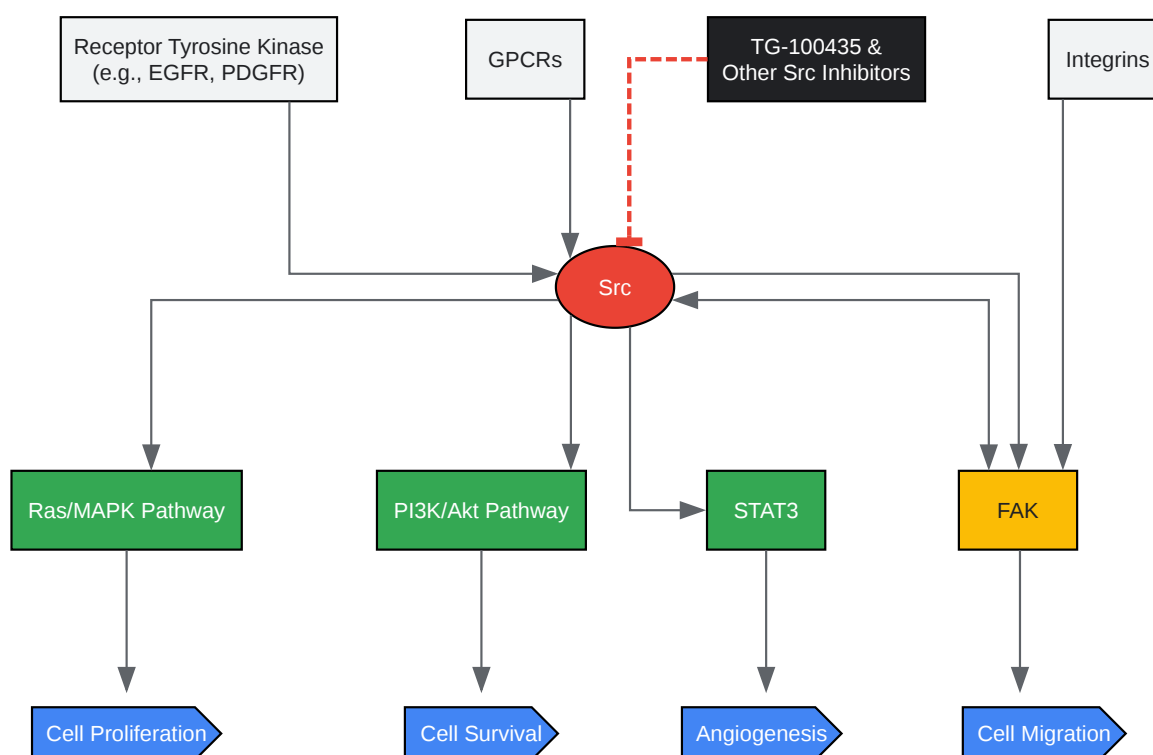 Receptor Tyrosine Kinase
(e.g., EGFR, PDGFR)
GPCRs
TG-100435 &
Other Src Inhibitors
Integrins
Src
Ras/MAPK Pathway
PI3K/Akt Pathway
STAT3
FAK
Cell Proliferation
Cell Survival
Angiogenesis
Cell Migration